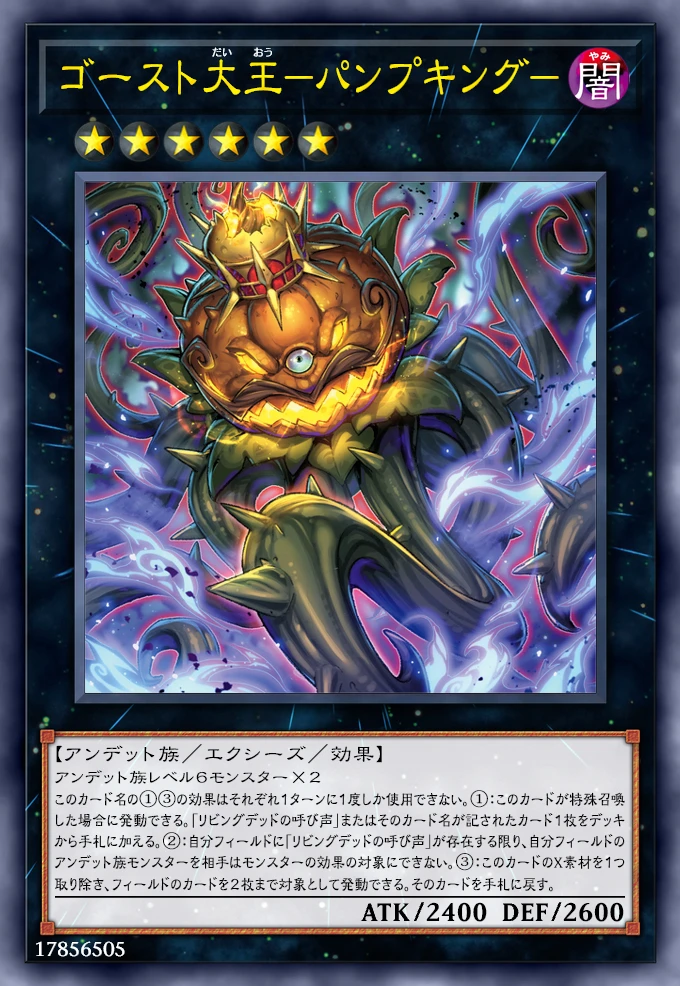 だい おう
ゴースト大王－パンプキング－
やみ
闇
【アンデット族／エクシーズ／効果】
アンデット族レベル６モンスター×２
このカード名の①③の効果はそれぞれ１ターンに１度しか使用できない。①：このカードが特殊召喚
した場合に発動できる。「リビングデッドの呼び声」またはそのカード名が記されたカード１枚をデッキ
から手札に加える。②：自分フィールドに「リビングデッドの呼び声」が存在する限り、自分フィールドの
アンデット族モンスターを相手はモンスターの効果の対象にできない。③：このカードのX素材を１つ
取り除き、フィールドのカードを２枚まで対象として発動できる。そのカードを手札に戻す。
ATK/2400 DEF/2600
17856505